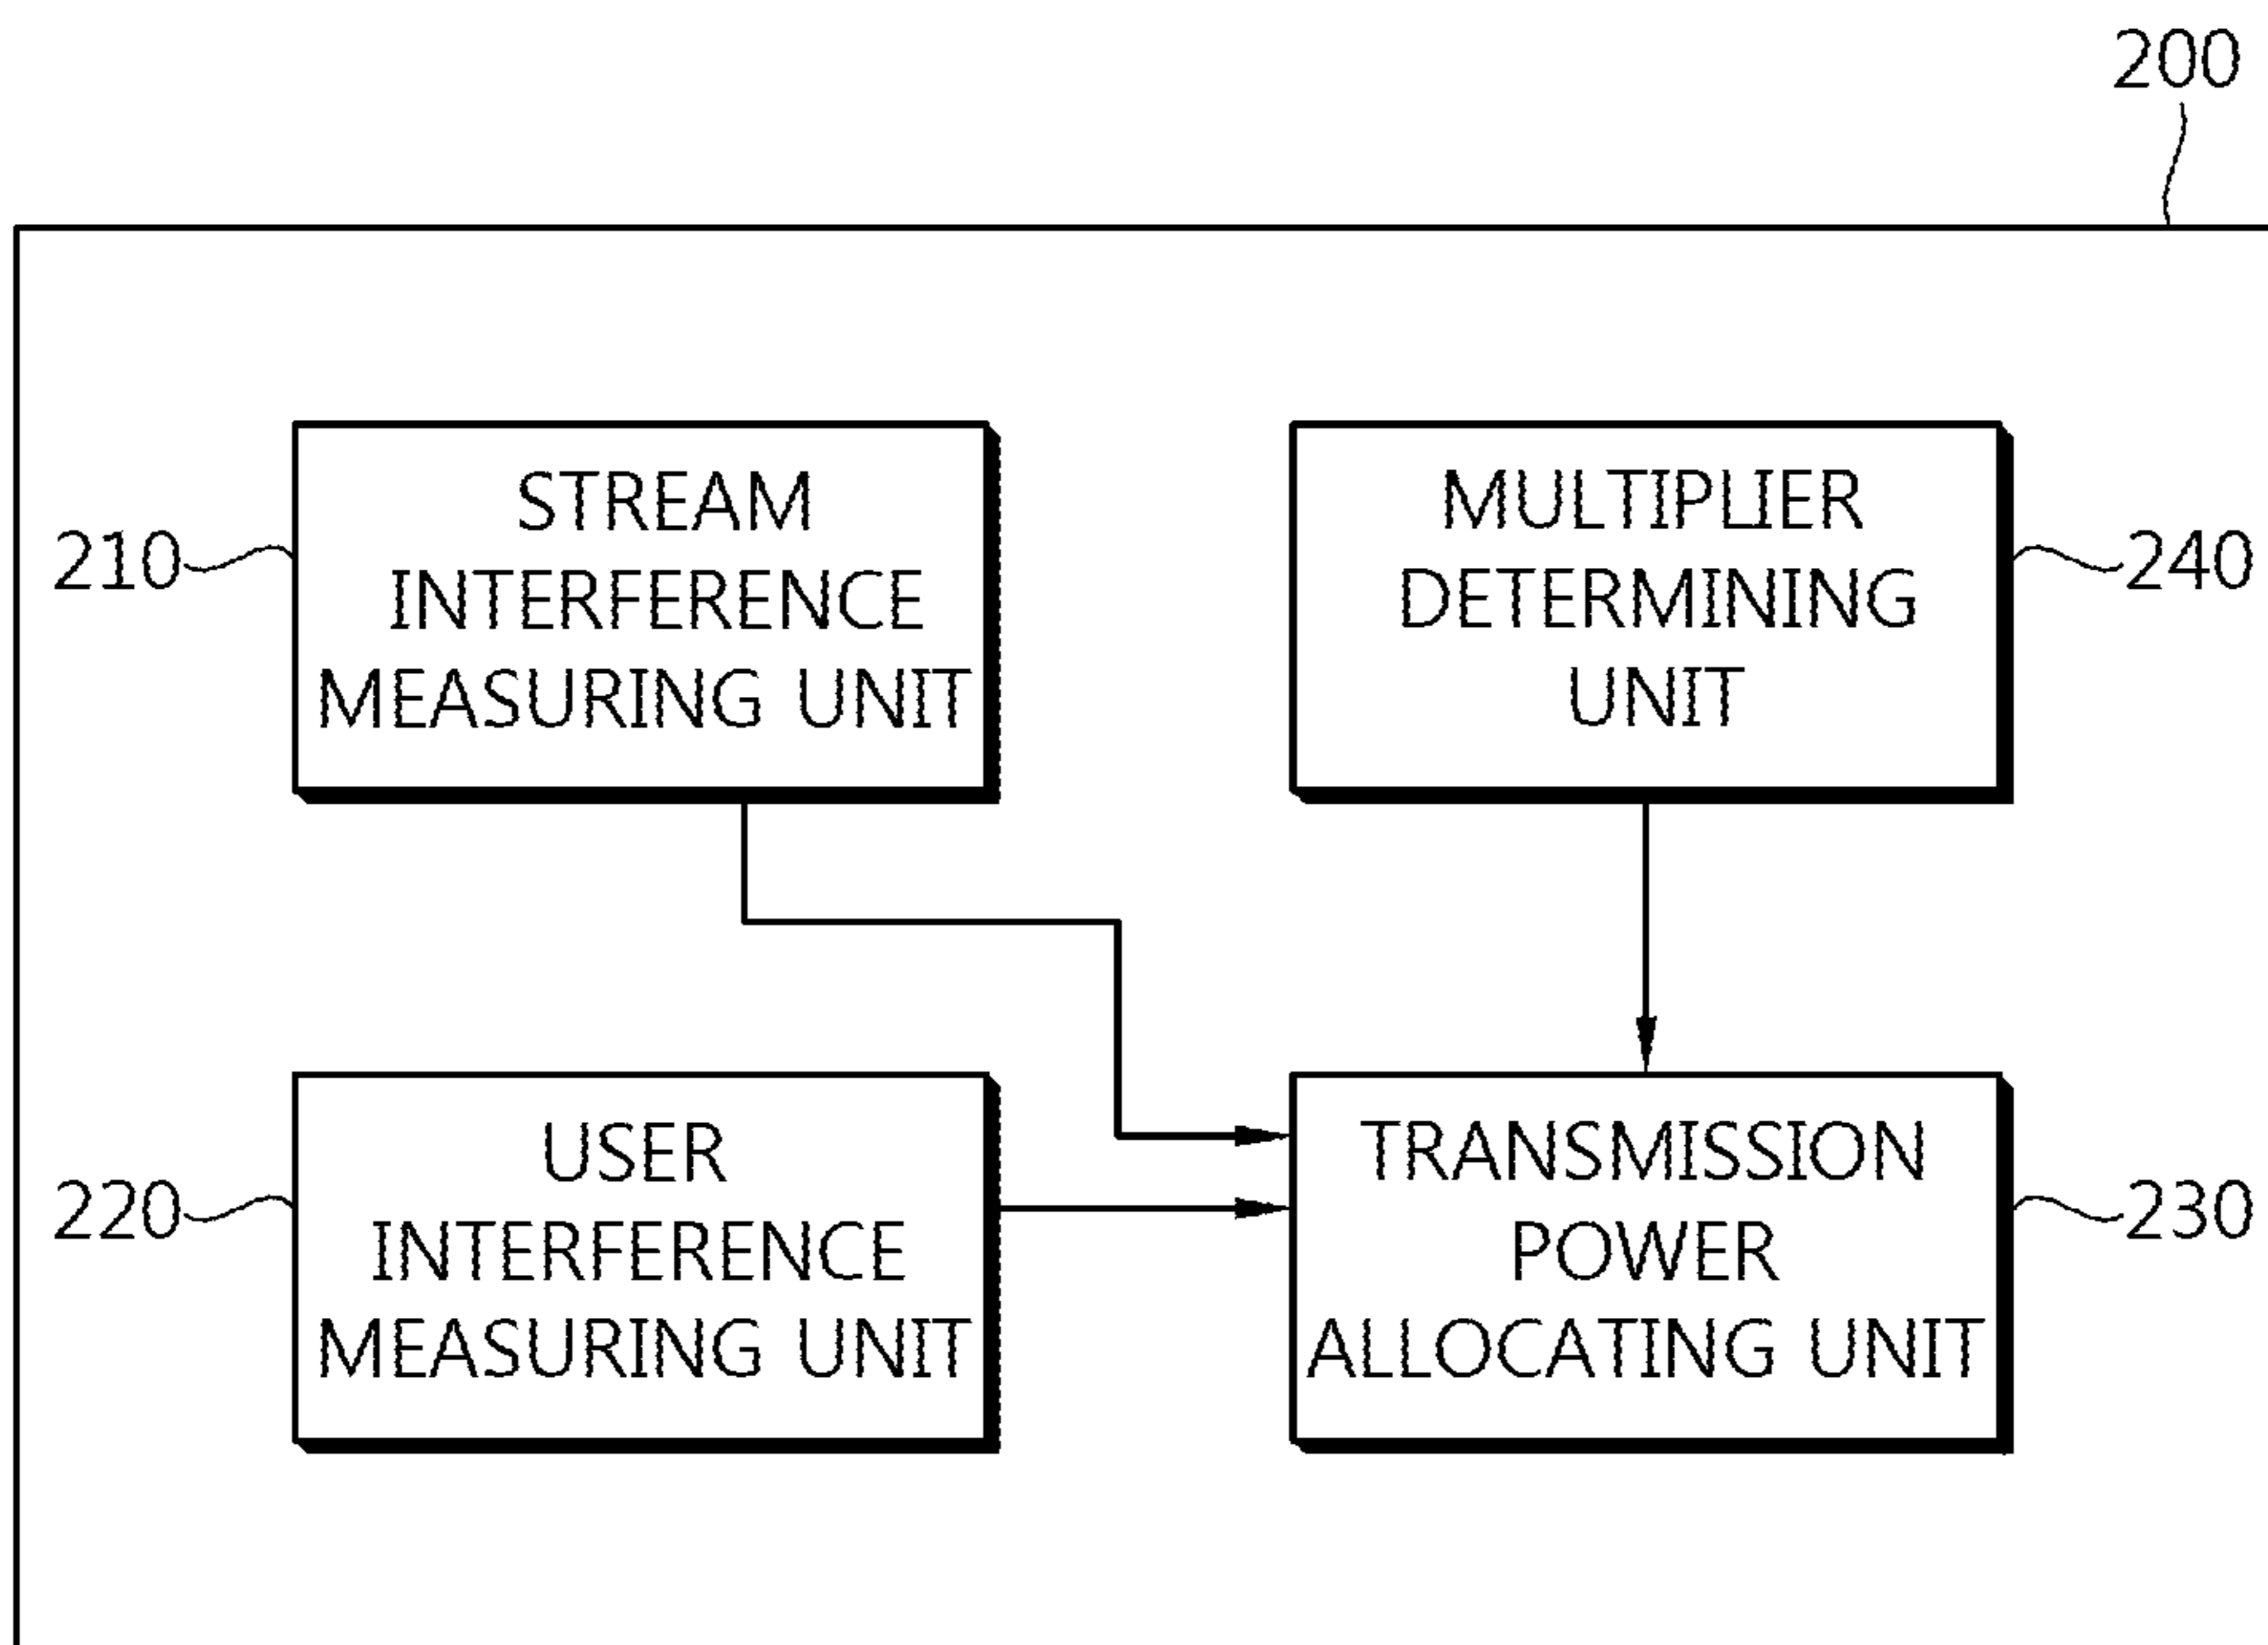 200
210
STREAM
INTERFERENCE
MEASURING UNIT
MULTIPLIER
DETERMINING
UNIT
240
220
USER
INTERFERENCE
MEASURING UNIT
TRANSMISSION
POWER
ALLOCATING UNIT
230